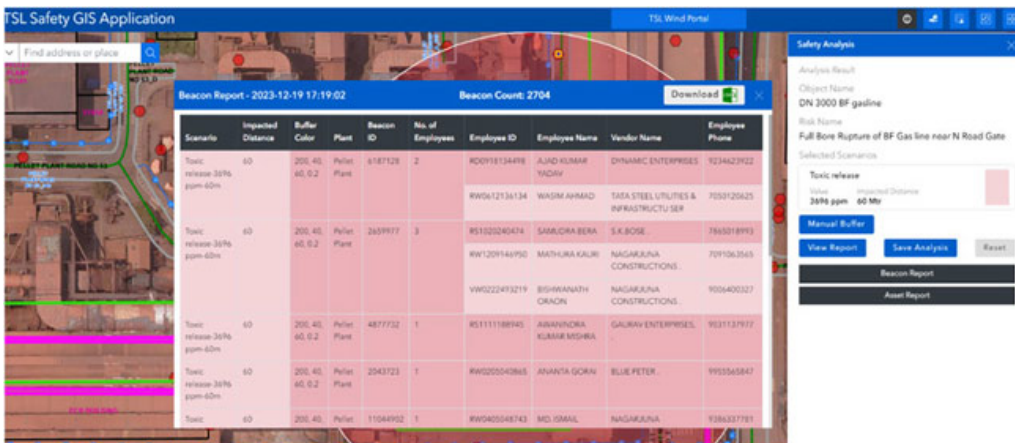 TSL Safety GIS Application
TSL Wind Portal
Find address or place
Beacon Report - 2023-12-19 17:19:02
Beacon Count: 2704
Download
Scenario Impacted Distance Buffer Color Plant Beacon ID No. of Employees Employee ID Employee Name Vendor Name Employee Phone
Toxic release-3696 ppm-60m 60 200, 40, 60, 0.2 Pellet Plant 6187128 2 RD0918134498 AJAD KUMAR YADAV DYNAMIC ENTERPRISES 9234623922
RW0612136134 WASIM AHMAD TATA STEEL UTILITIES & INFRASTRUCTU SER 7050120625
Toxic release-3696 ppm-60m 60 200, 40, 60, 0.2 Pellet Plant 2659977 3 RS1020240474 SAMUDRA BERA S.K.BOSE . 7865018993
RW1209146950 MATHURA KALRI NAGARJUNA CONSTRUCTIONS . 7091063565
VW0222493219 BISHWANATH ORAON NAGARJUNA CONSTRUCTIONS . 9006400327
Toxic release-3696 ppm-60m 60 200, 40, 60, 0.2 Pellet Plant 4877732 1 RS1111188945 AWANINDRA KUMAR MISHRA GAURAV ENTERPRISES, . 9531137977
Toxic release-3696 ppm-60m 60 200, 40, 60, 0.2 Pellet Plant 2043723 1 RW0205040865 ANANTA GORAI BLUE PETER . 9955565847
Toxic 60 200, 40, Pellet 11044902 1 RW0405048743 MD. ISMAIL NAGARJUNA 9386337781
Safety Analysis
Analysis Result
Object Name
DN 3000 BF gasline
Risk Name
Full Bore Rupture of BF Gas line near N Road Gate
Selected Scenarios
Toxic release
Value Impacted Distance
3696 ppm 60 Mtr
Manual Buffer
View Report Save Analysis Reset
Beacon Report
Asset Report
PELLET PLANT ROAD NO 51